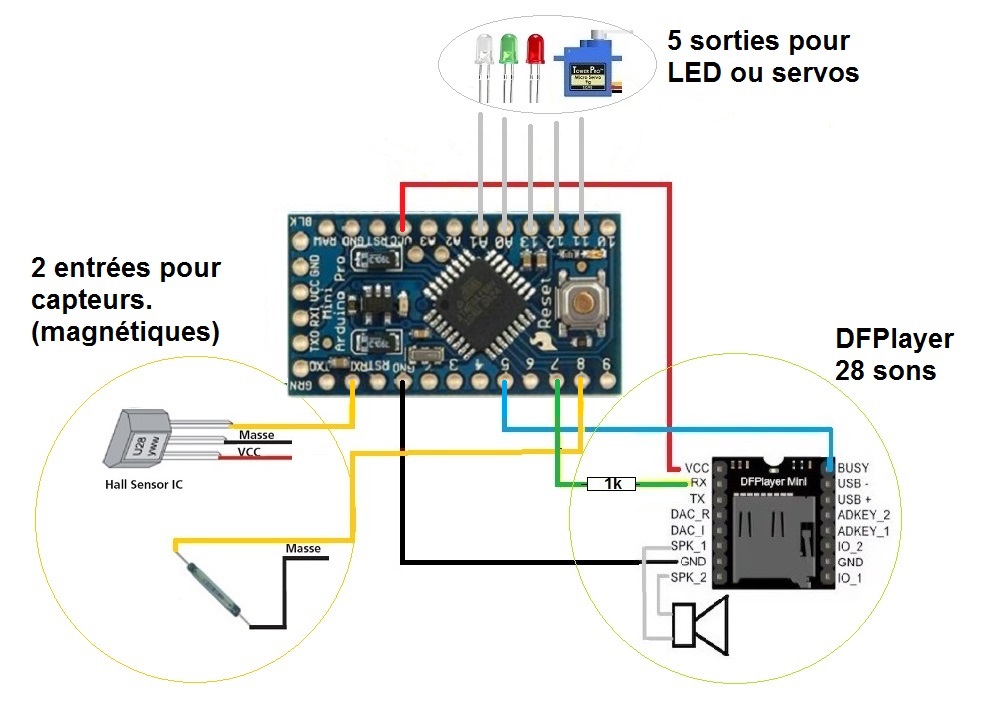 5 sorties pour
LED ou servos
TOWER PRO
Micro Servo
9g
BLK
RAW GND RST VCC A3 A2 A1 A0 13 12 11 10
GND
VCC
RXI
TXO
Arduino Pro
Mini
Reset
GRN
TXO RXI RST GND 2 3 4 5 6 7 8 9
2 entrées pour
capteurs.
(magnétiques)
DFPlayer
28 sons
U28
yww
Masse
VCC
Hall Sensor IC
Masse
1k
VCC
RX
TX
DAC_R
DAC_I
SPK_1
GND
SPK_2
DFPlayer Mini
BUSY
USB -
USB +
ADKEY_2
ADKEY_1
IO_2
GND
IO_1